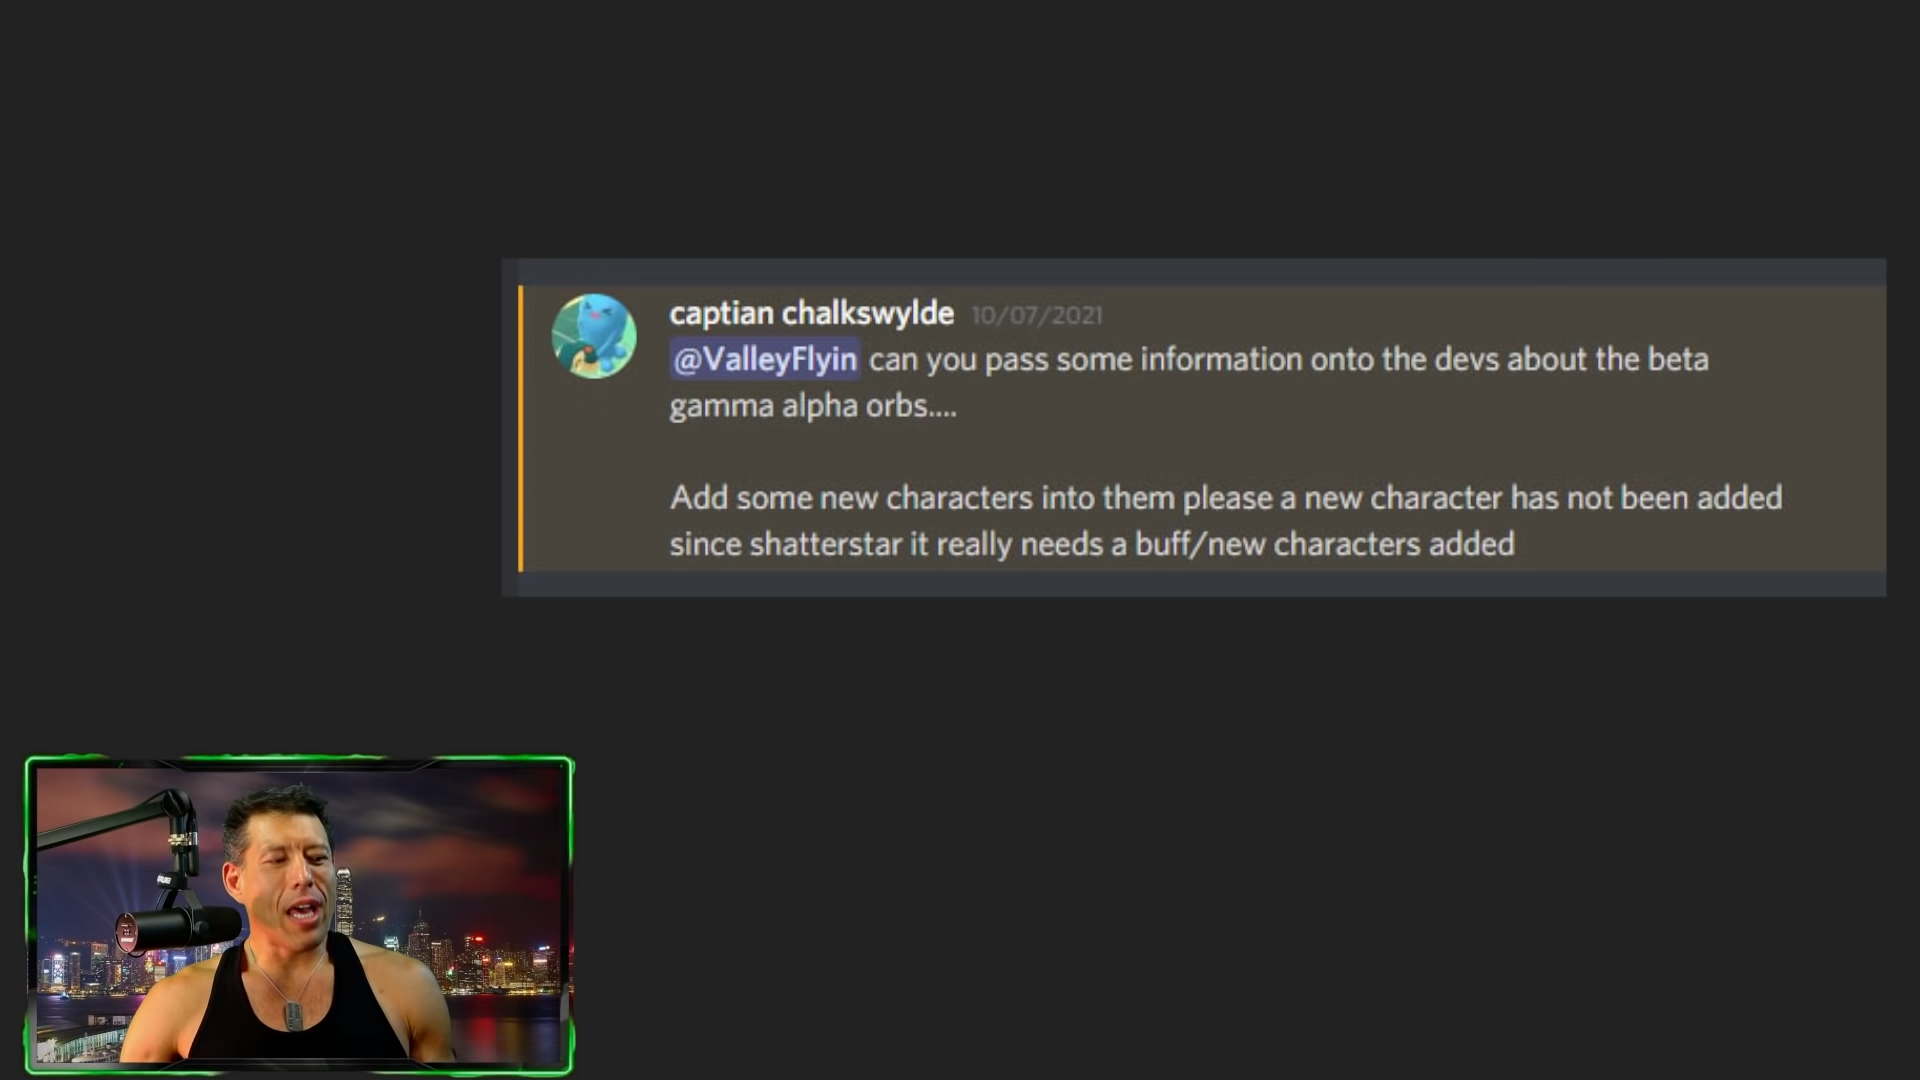 captian chalkswylde 10/07/2021
@ValleyFlyin can you pass some information onto the devs about the beta
gamma alpha orbs....
Add some new characters into them please a new character has not been added
since shatterstar it really needs a buff/new characters added